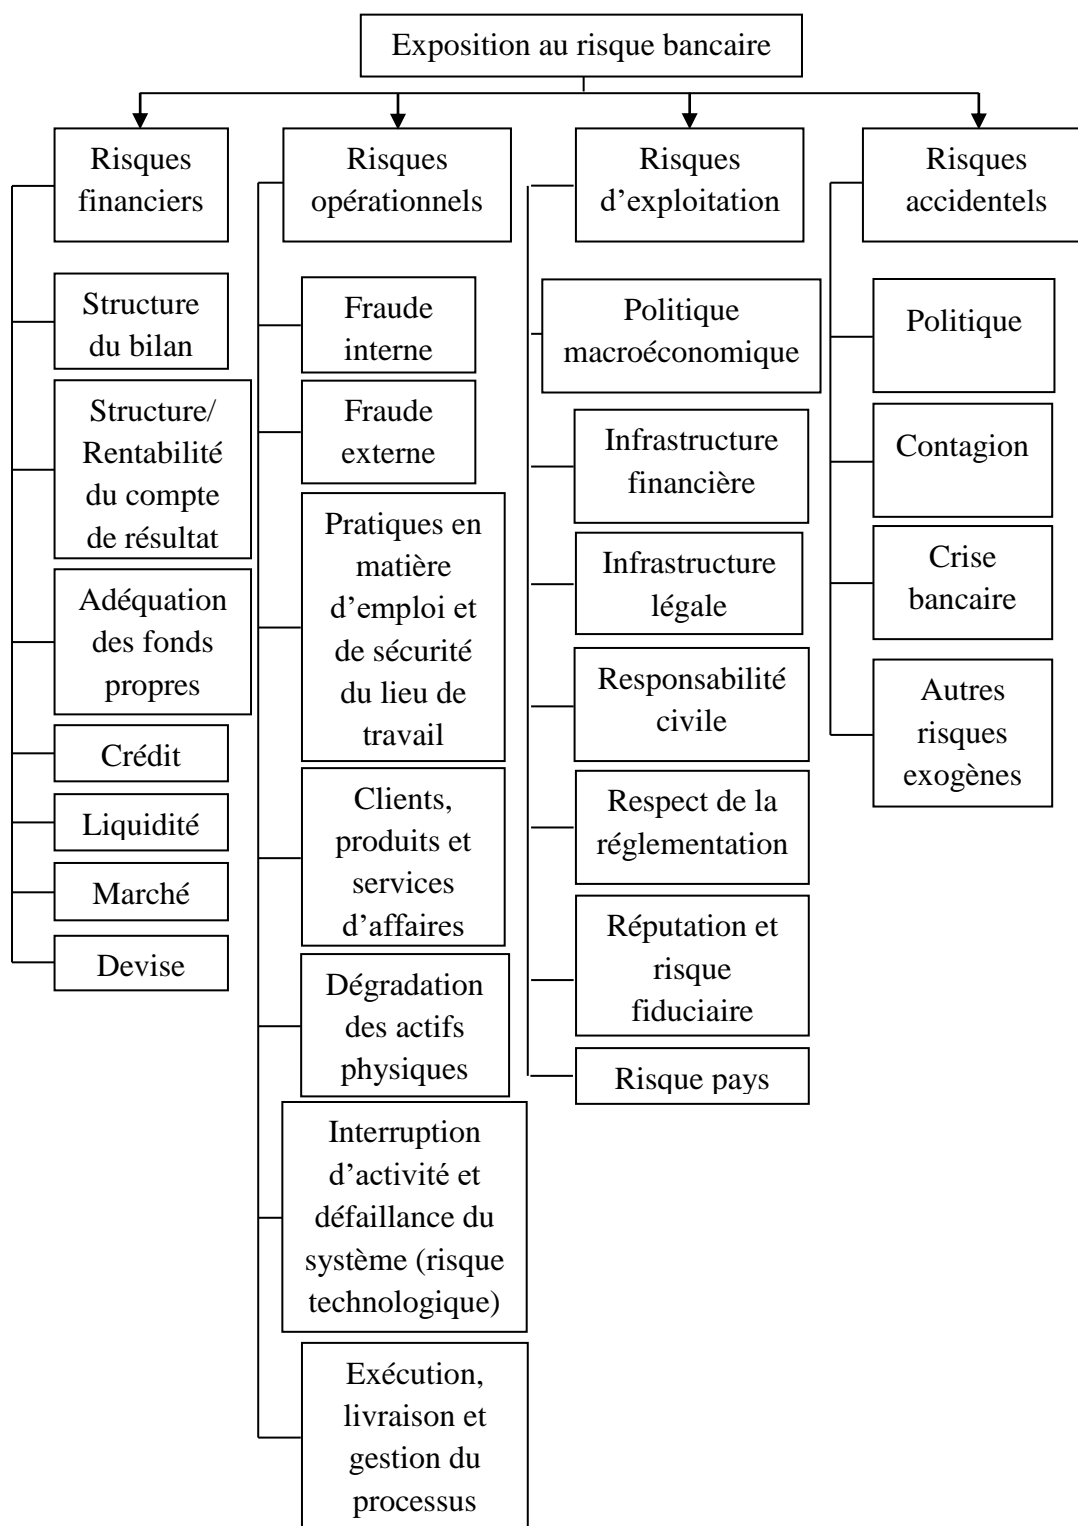 Exposition au risque bancaire
Risques
financiers
Structure
du bilan
Structure/
Rentabilité
du compte
de résultat
Adéquation
des fonds
propres
Crédit
Liquidité
Marché
Devise
Risques
opérationnels
Fraude
interne
Fraude
externe
Pratiques en
matière
d’emploi et
de sécurité
du lieu de
travail
Clients,
produits et
services
d’affaires
Dégradation
des actifs
physiques
Interruption
d’activité et
défaillance du
système (risque
technologique)
Exécution,
livraison et
gestion du
processus
Risques
d’exploitation
Politique
macroéconomique
Infrastructure
financière
Infrastructure
légale
Responsabilité
civile
Respect de la
réglementation
Réputation et
risque
fiduciaire
Risque pays
Risques
accidentels
Politique
Contagion
Crise
bancaire
Autres
risques
exogènes